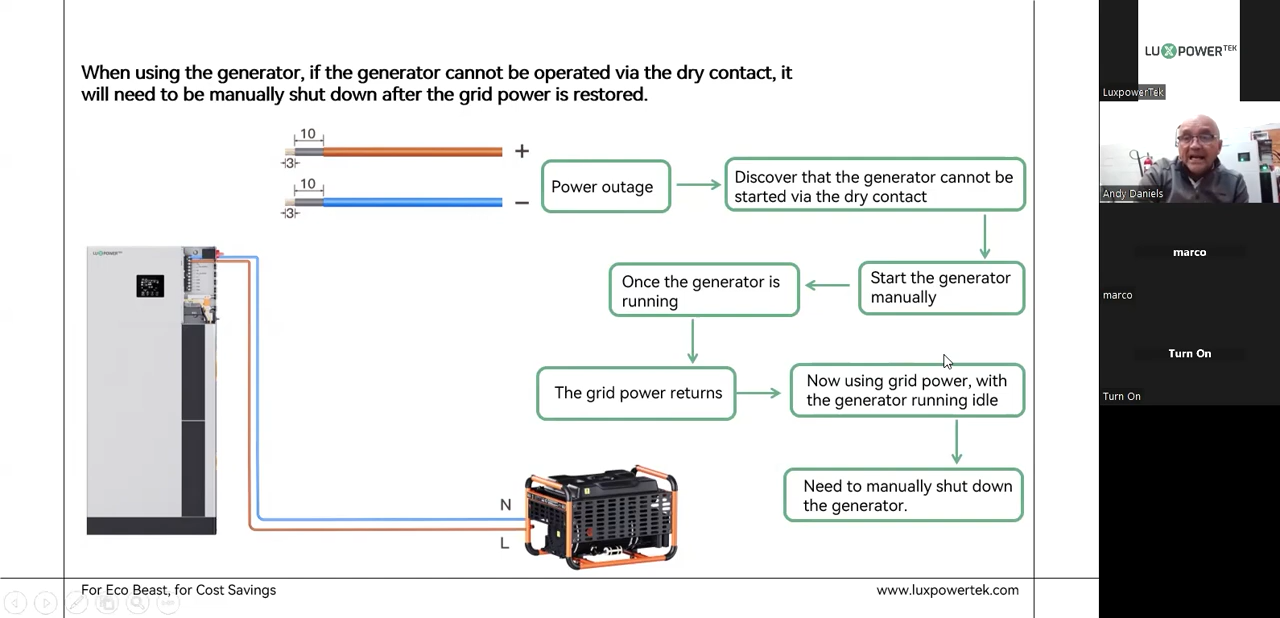 When using the generator, if the generator cannot be operated via the dry contact, it
will need to be manually shut down after the grid power is restored.
10
3
+
10
3
−
Power outage
Discover that the generator cannot be
started via the dry contact
Start the generator
manually
Once the generator is
running
The grid power returns
Now using grid power, with
the generator running idle
Need to manually shut down
the generator.
LUXPOWERTEK
N
L
For Eco Beast, for Cost Savings
www.luxpowertek.com
LUXPOWERTEK
LuxpowerTek
Andy Daniels
marco
marco
Turn On
Turn On